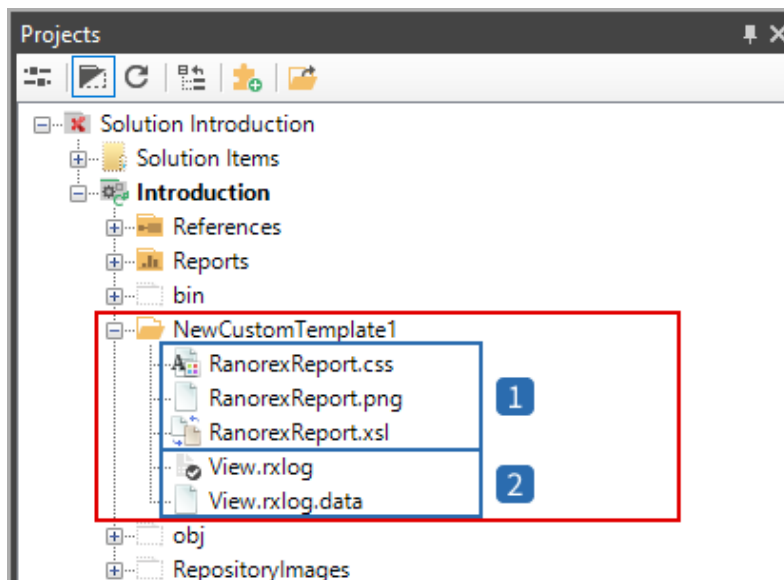 Projects
Solution Introduction
Solution Items
Introduction
References
Reports
bin
NewCustomTemplate1
RanorexReport.css
RanorexReport.png
1
RanorexReport.xsl
View.rxlog
2
View.rxlog.data
obj
RepositoryImages